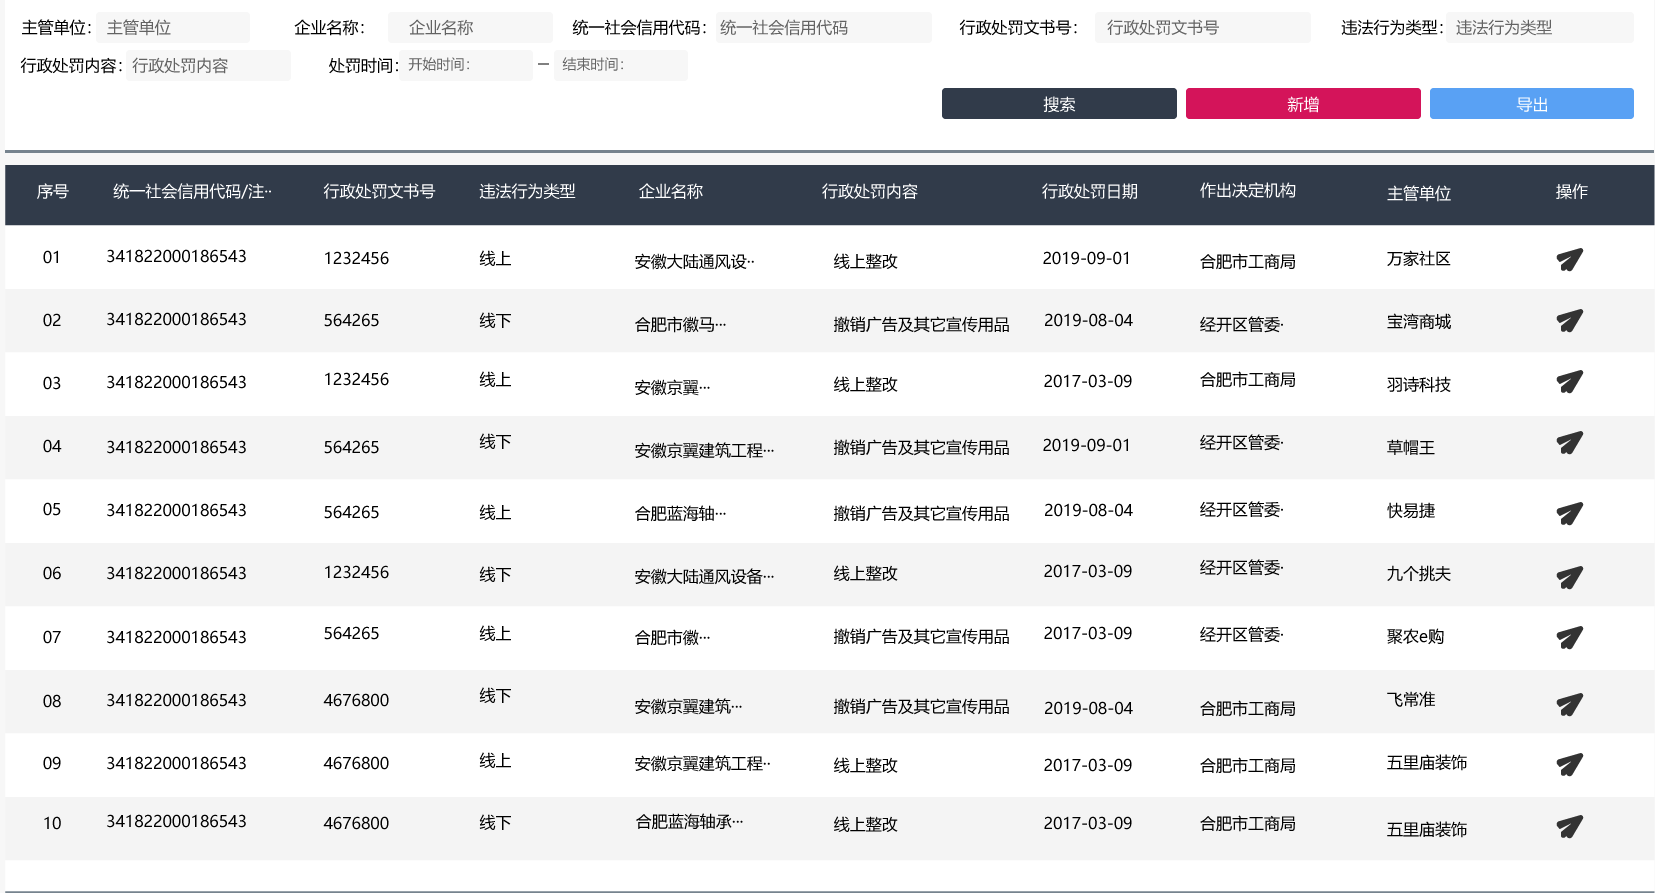 主管单位： 主管单位 企业名称： 企业名称 统一社会信用代码： 统一社会信用代码 行政处罚文书号： 行政处罚文书号 违法行为类型： 违法行为类型
行政处罚内容： 行政处罚内容 处罚时间： 开始时间： — 结束时间：
搜索 新增 导出
序号 统一社会信用代码/注·· 行政处罚文书号 违法行为类型 企业名称 行政处罚内容 行政处罚日期 作出决定机构 主管单位 操作
01 341822000186543 1232456 线上 安徽大陆通风设·· 线上整改 2019-09-01 合肥市工商局 万家社区
02 341822000186543 564265 线下 合肥市徽马··· 撤销广告及其它宣传用品 2019-08-04 经开区管委· 宝湾商城
03 341822000186543 1232456 线上 安徽京翼··· 线上整改 2017-03-09 合肥市工商局 羽诗科技
04 341822000186543 564265 线下 安徽京翼建筑工程··· 撤销广告及其它宣传用品 2019-09-01 经开区管委· 草帽王
05 341822000186543 564265 线上 合肥蓝海轴··· 撤销广告及其它宣传用品 2019-08-04 经开区管委· 快易捷
06 341822000186543 1232456 线下 安徽大陆通风设备··· 线上整改 2017-03-09 经开区管委· 九个挑夫
07 341822000186543 564265 线上 合肥市徽··· 撤销广告及其它宣传用品 2017-03-09 经开区管委· 聚农e购
08 341822000186543 4676800 线下 安徽京翼建筑··· 撤销广告及其它宣传用品 2019-08-04 合肥市工商局 飞常准
09 341822000186543 4676800 线上 安徽京翼建筑工程·· 线上整改 2017-03-09 合肥市工商局 五里庙装饰
10 341822000186543 4676800 线下 合肥蓝海轴承··· 线上整改 2017-03-09 合肥市工商局 五里庙装饰